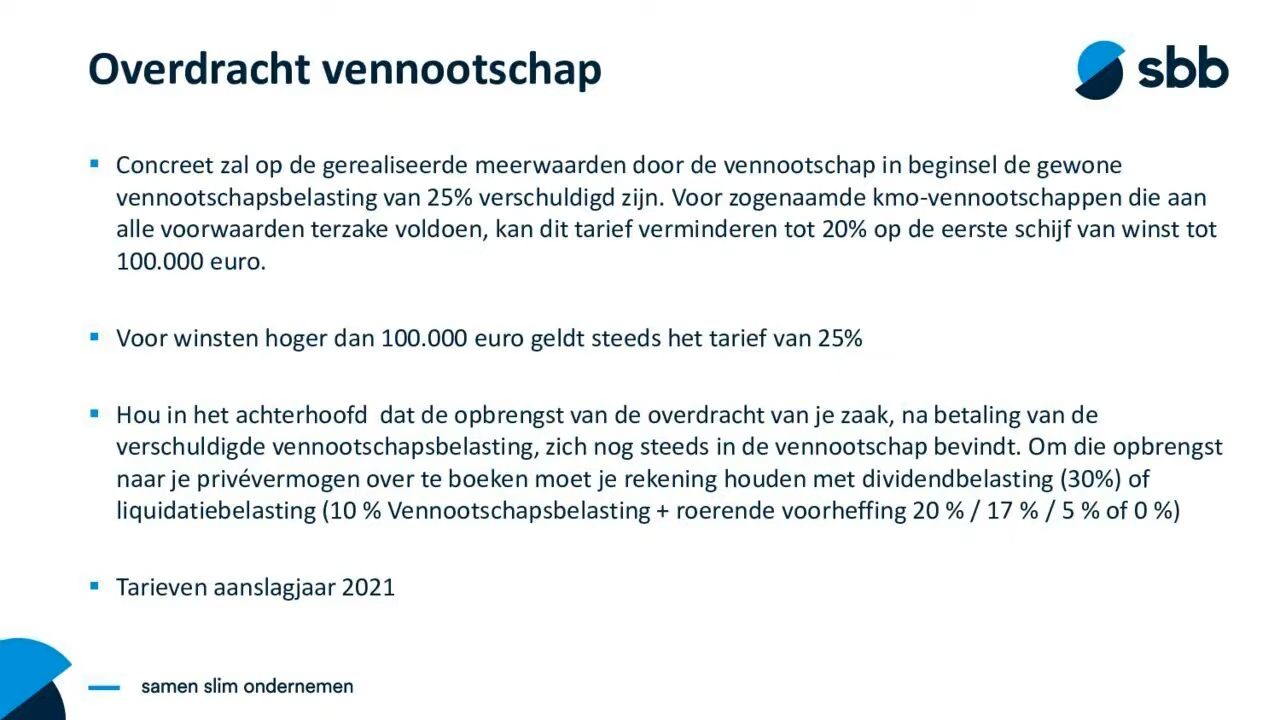 Overdracht vennootschap
sbb
▪ Concreet zal op de gerealiseerde meerwaarden door de vennootschap in beginsel de gewone
vennootschapsbelasting van 25% verschuldigd zijn. Voor zogenaamde kmo-vennootschappen die aan
alle voorwaarden terzake voldoen, kan dit tarief verminderen tot 20% op de eerste schijf van winst tot
100.000 euro.
▪ Voor winsten hoger dan 100.000 euro geldt steeds het tarief van 25%
▪ Hou in het achterhoofd dat de opbrengst van de overdracht van je zaak, na betaling van de
verschuldigde vennootschapsbelasting, zich nog steeds in de vennootschap bevindt. Om die opbrengst
naar je privévermogen over te boeken moet je rekening houden met dividendbelasting (30%) of
liquidatiebelasting (10 % Vennootschapsbelasting + roerende voorheffing 20 % / 17 % / 5 % of 0 %)
▪ Tarieven aanslagjaar 2021
samen slim ondernemen